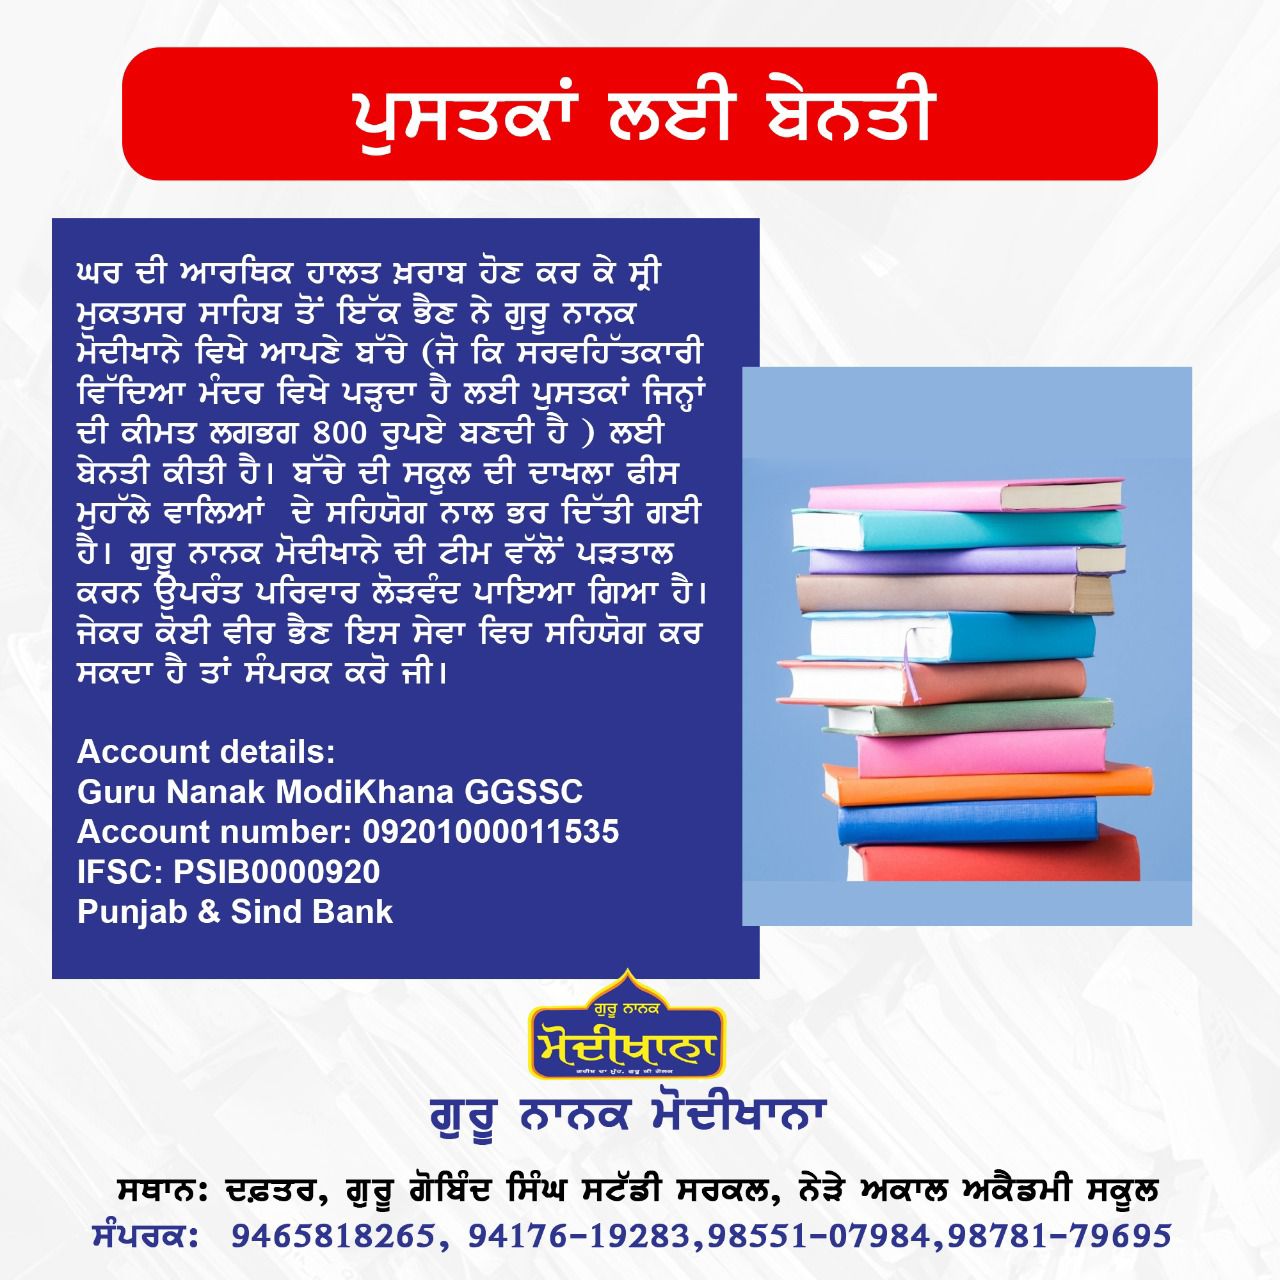 ਪੁਸਤਕਾਂ ਲਈ ਬੇਨਤੀ
ਘਰ ਦੀ ਆਰਥਿਕ ਹਾਲਤ ਖ਼ਰਾਬ ਹੋਣ ਕਰ ਕੇ ਸ੍ਰੀ
ਮੁਕਤਸਰ ਸਾਹਿਬ ਤੋਂ ਇੱਕ ਭੈਣ ਨੇ ਗੁਰੂ ਨਾਨਕ
ਮੋਦੀਖਾਨੇ ਵਿਖੇ ਆਪਣੇ ਬੱਚੇ (ਜੋ ਕਿ ਸਰਵਹਿੱਤਕਾਰੀ
ਵਿੱਦਿਆ ਮੰਦਰ ਵਿਖੇ ਪੜ੍ਹਦਾ ਹੈ ਲਈ ਪੁਸਤਕਾਂ ਜਿਨ੍ਹਾਂ
ਦੀ ਕੀਮਤ ਲਗਭਗ 800 ਰੁਪਏ ਬਣਦੀ ਹੈ ) ਲਈ
ਬੇਨਤੀ ਕੀਤੀ ਹੈ। ਬੱਚੇ ਦੀ ਸਕੂਲ ਦੀ ਦਾਖਲਾ ਫੀਸ
ਮੁਹੱਲੇ ਵਾਲਿਆਂ ਦੇ ਸਹਿਯੋਗ ਨਾਲ ਭਰ ਦਿੱਤੀ ਗਈ
ਹੈ। ਗੁਰੂ ਨਾਨਕ ਮੋਦੀਖਾਨੇ ਦੀ ਟੀਮ ਵੱਲੋਂ ਪੜਤਾਲ
ਕਰਨ ਉਪਰੰਤ ਪਰਿਵਾਰ ਲੋੜਵੰਦ ਪਾਇਆ ਗਿਆ ਹੈ।
ਜੇਕਰ ਕੋਈ ਵੀਰ ਭੈਣ ਇਸ ਸੇਵਾ ਵਿਚ ਸਹਿਯੋਗ ਕਰ
ਸਕਦਾ ਹੈ ਤਾਂ ਸੰਪਰਕ ਕਰੋ ਜੀ।
Account details:
Guru Nanak ModiKhana GGSSC
Account number: 09201000011535
IFSC: PSIB0000920
Punjab & Sind Bank
ਗੁਰੂ ਨਾਨਕ
ਮੋਦੀਖਾਨਾ
ਗਰੀਬ ਦਾ ਮੂੰਹ, ਗੁਰੂ ਕੀ ਗੋਲਕ
ਗੁਰੂ ਨਾਨਕ ਮੋਦੀਖਾਨਾ
ਸਥਾਨ: ਦਫ਼ਤਰ, ਗੁਰੂ ਗੋਬਿੰਦ ਸਿੰਘ ਸਟੱਡੀ ਸਰਕਲ, ਨੇੜੇ ਅਕਾਲ ਅਕੈਡਮੀ ਸਕੂਲ
ਸੰਪਰਕ: 9465818265, 94176-19283,98551-07984,98781-79695